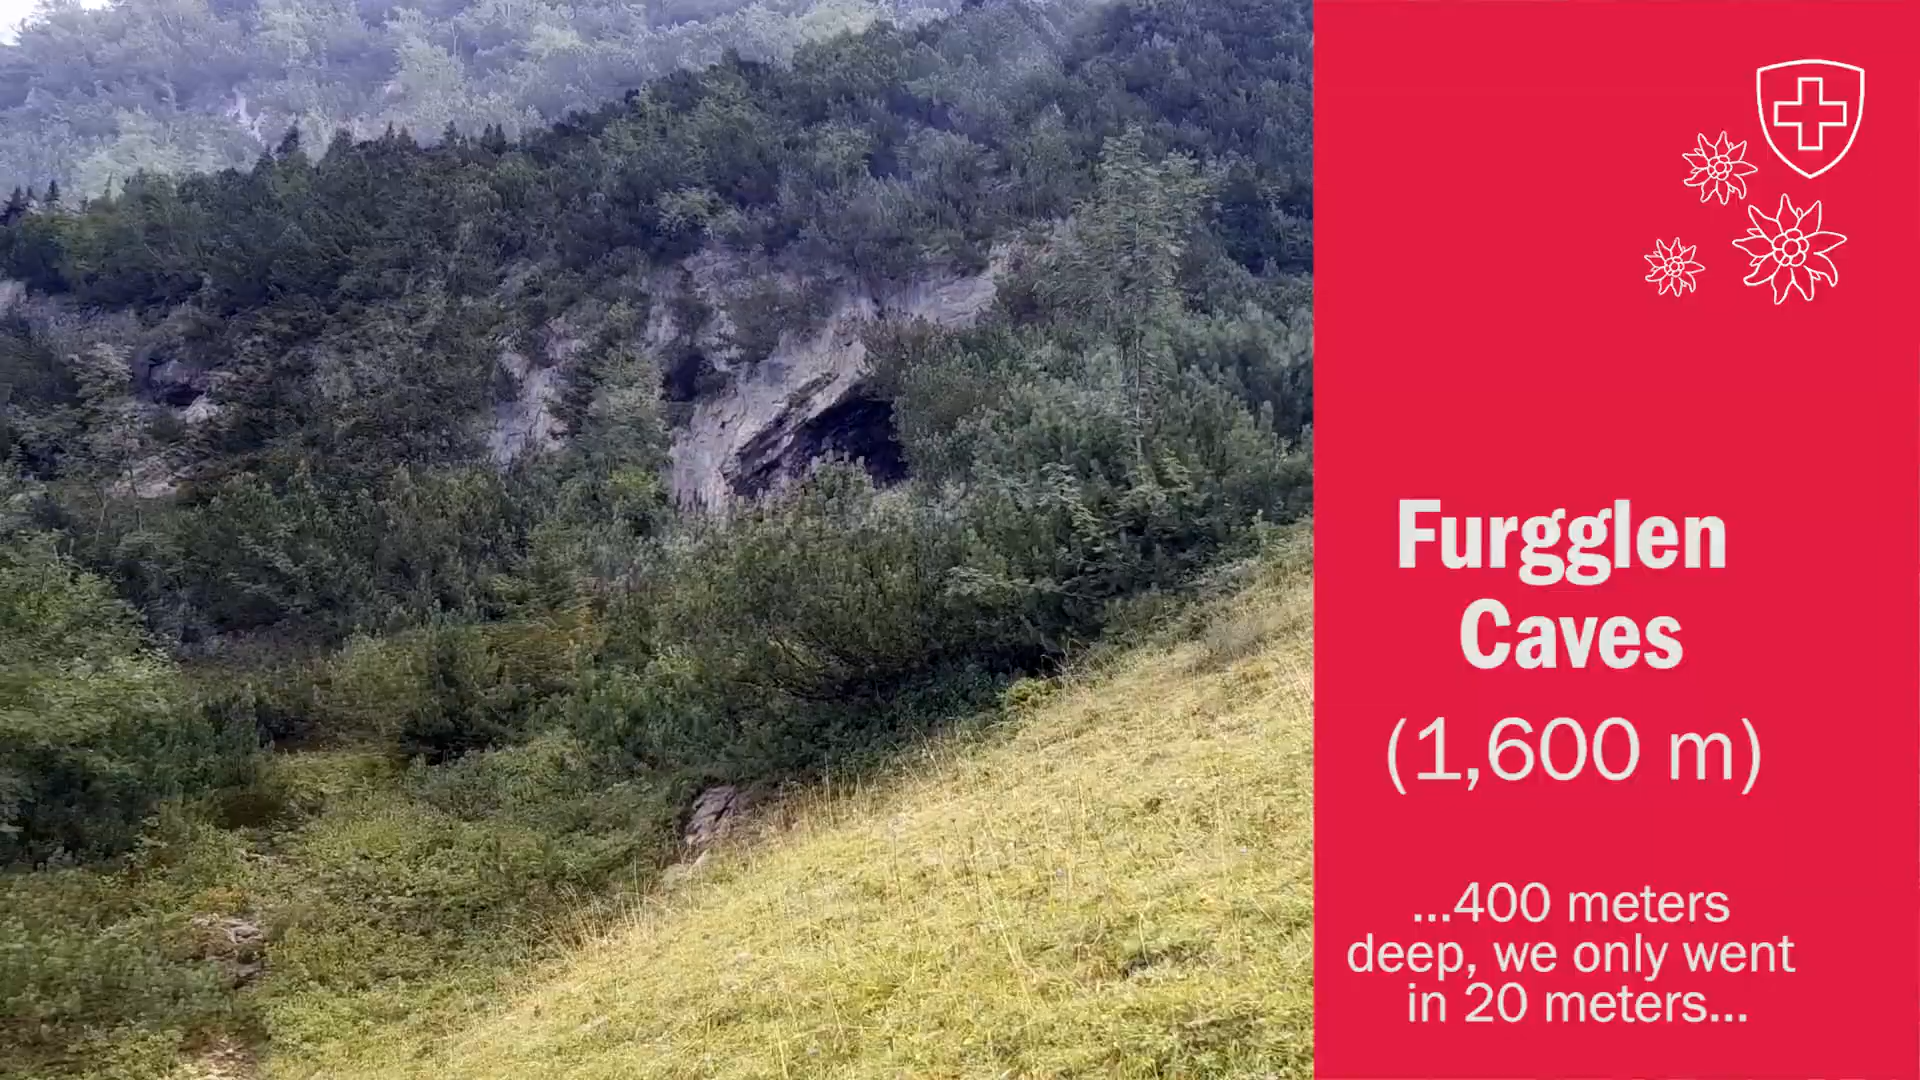 Furgglen
Caves
(1,600 m)
...400 meters
deep, we only went
in 20 meters...